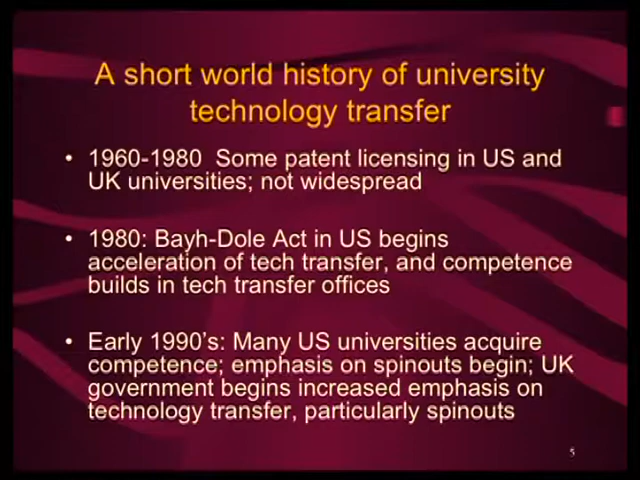 A short world history of university
technology transfer
• 1960-1980 Some patent licensing in US and
UK universities; not widespread
• 1980: Bayh-Dole Act in US begins
acceleration of tech transfer, and competence
builds in tech transfer offices
• Early 1990's: Many US universities acquire
competence; emphasis on spinouts begin; UK
government begins increased emphasis on
technology transfer, particularly spinouts
5